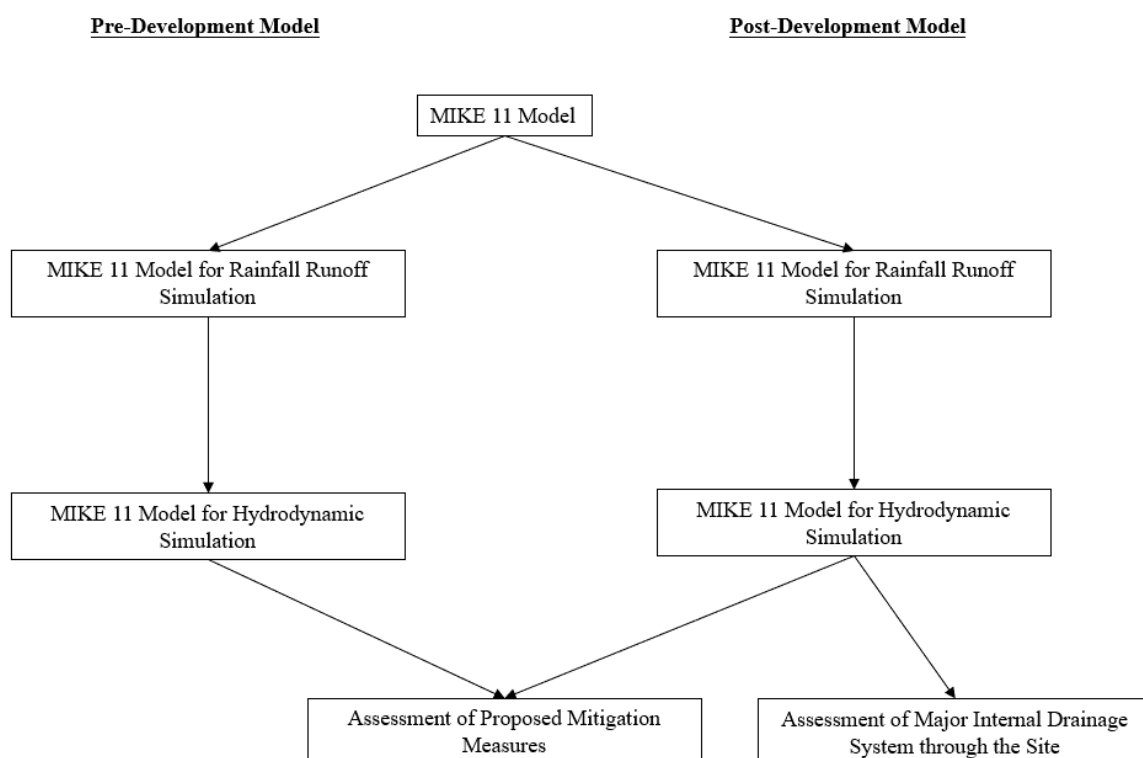 Pre-Development Model
Post-Development Model
MIKE 11 Model
MIKE 11 Model for Rainfall Runoff
Simulation
MIKE 11 Model for Rainfall Runoff
Simulation
MIKE 11 Model for Hydrodynamic
Simulation
MIKE 11 Model for Hydrodynamic
Simulation
Assessment of Proposed Mitigation
Measures
Assessment of Major Internal Drainage
System through the Site